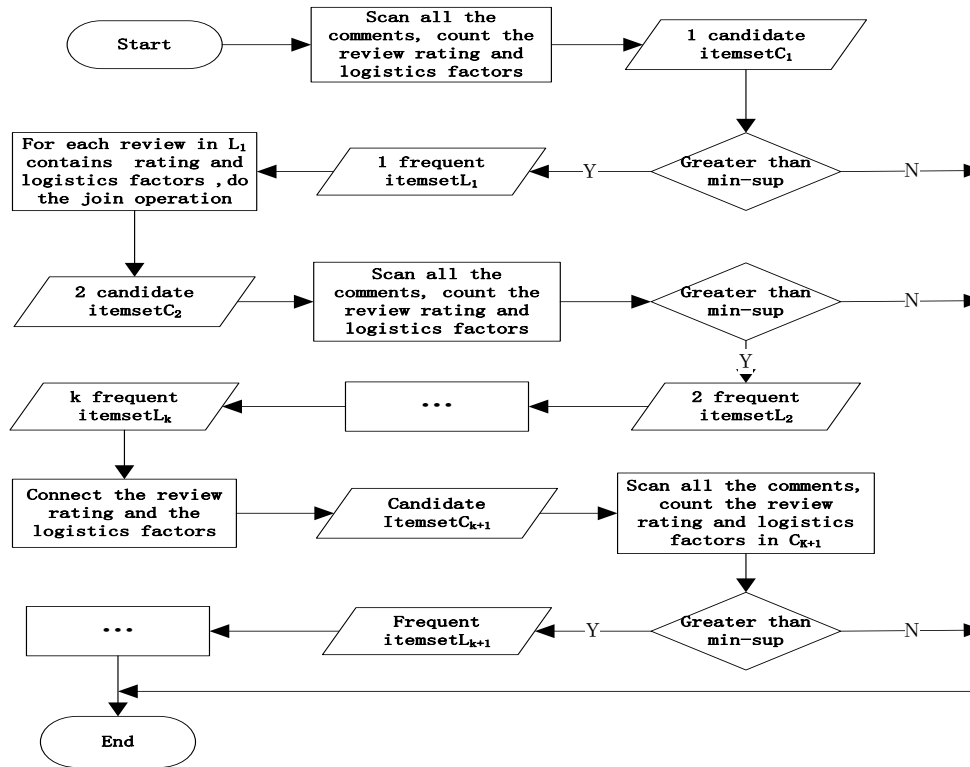 Start
Scan all the
comments, count the
review rating and
logistics factors
1 candidate
itemsetC₁
For each review in L₁
contains rating and
logistics factors ,do
the join operation
1 frequent
itemsetL₁
Y
Greater than
min-sup
N
2 candidate
itemsetC₂
Scan all the
comments, count the
review rating and
logistics factors
Greater than
min-sup
N
Y
k frequent
itemsetLₖ
...
2 frequent
itemsetL₂
Connect the review
rating and the
logistics factors
Candidate
ItemsetCₖ₊₁
Scan all the comments,
count the review
rating and logistics
factors in C_K+1
...
Frequent
itemsetLₖ₊₁
Y
Greater than
min-sup
N
End